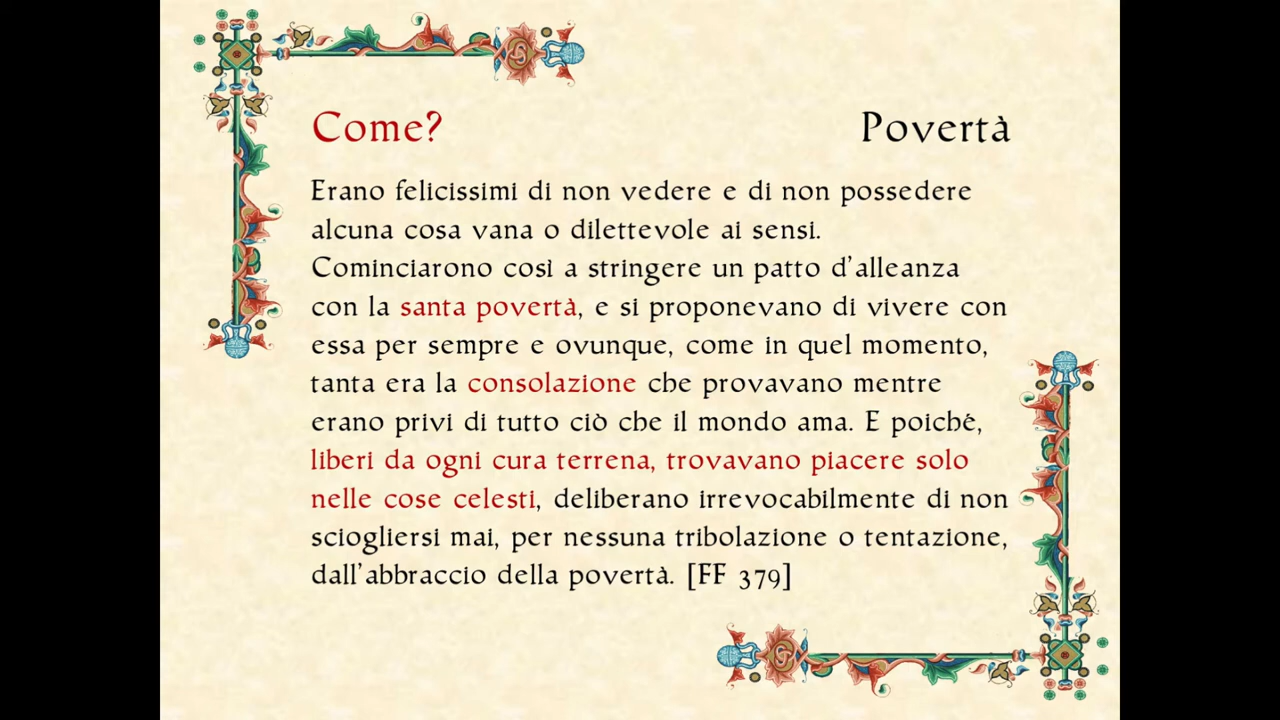 Come? Povertà
Erano felicissimi di non vedere e di non possedere
alcuna cosa vana o dilettevole ai sensi.
Cominciarono così a stringere un patto d'alleanza
con la santa povertà, e si proponevano di vivere con
essa per sempre e ovunque, come in quel momento,
tanta era la consolazione che provavano mentre
erano privi di tutto ciò che il mondo ama. E poiché,
liberi da ogni cura terrena, trovavano piacere solo
nelle cose celesti, deliberano irrevocabilmente di non
sciogliersi mai, per nessuna tribolazione o tentazione,
dall'abbraccio della povertà. [FF 379]